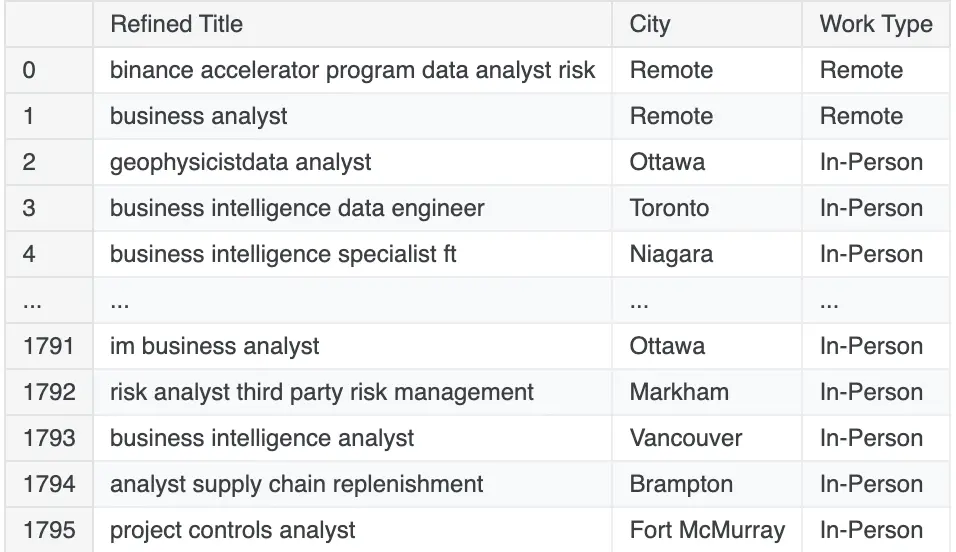 Refined Title City Work Type
0 binance accelerator program data analyst risk Remote Remote
1 business analyst Remote Remote
2 geophysicistdata analyst Ottawa In-Person
3 business intelligence data engineer Toronto In-Person
4 business intelligence specialist ft Niagara In-Person
... ... ... ...
1791 im business analyst Ottawa In-Person
1792 risk analyst third party risk management Markham In-Person
1793 business intelligence analyst Vancouver In-Person
1794 analyst supply chain replenishment Brampton In-Person
1795 project controls analyst Fort McMurray In-Person